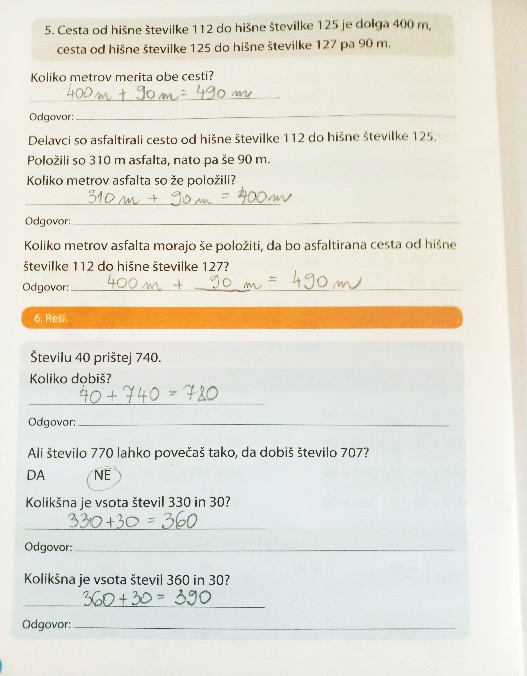 5. Cesta od hišne številke 112 do hišne številke 125 je dolga 400 m,
cesta od hišne številke 125 do hišne številke 127 pa 90 m.
Koliko metrov merita obe cesti?
400 m + 90 m = 490 m
Odgovor:
Delavci so asfaltirali cesto od hišne številke 112 do hišne številke 125.
Položili so 310 m asfalta, nato pa še 90 m.
Koliko metrov asfalta so že položili?
310 m + 90 m = 400 m
Odgovor:
Koliko metrov asfalta morajo še položiti, da bo asfaltirana cesta od hišne
številke 112 do hišne številke 127?
Odgovor: 400 m + 90 m = 490 m
6. Reši.
Številu 40 prištej 740.
Koliko dobiš?
40 + 740 = 780
Odgovor:
Ali število 770 lahko povečaš tako, da dobiš število 707?
DA NE
Kolikšna je vsota števil 330 in 30?
330 + 30 = 360
Odgovor:
Kolikšna je vsota števil 360 in 30?
360 + 30 = 390
Odgovor: